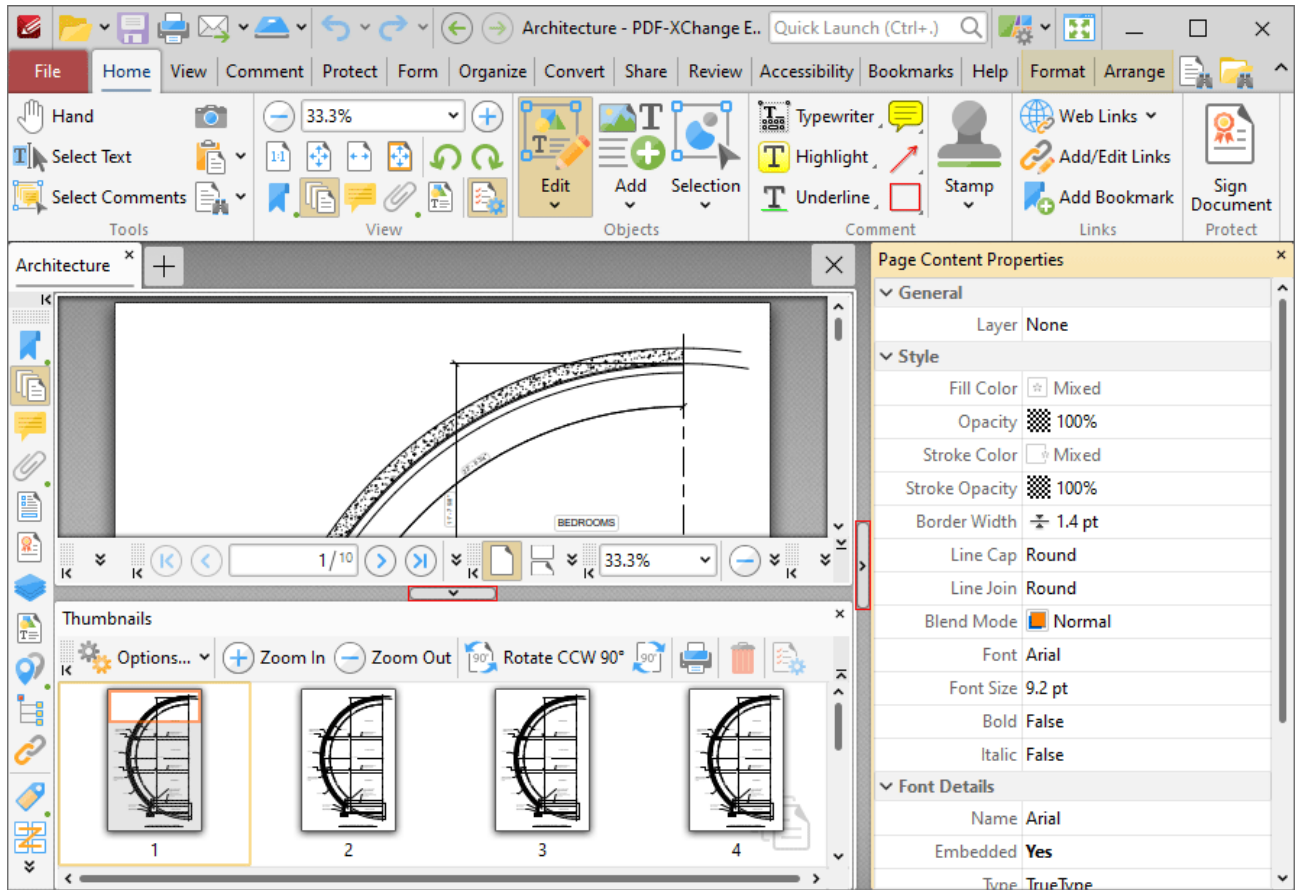 Architecture - PDF-XChange E..
Quick Launch (Ctrl+.)
File Home View Comment Protect Form Organize Convert Share Review Accessibility Bookmarks Help Format Arrange
Hand
Select Text
Select Comments
Tools
33.3%
1:1
View
Edit
Add
Selection
Objects
Typewriter
Highlight
Underline
Stamp
Comment
Web Links
Add/Edit Links
Add Bookmark
Links
Sign
Document
Protect
Architecture
BEDROOMS
1/10
33.3%
Thumbnails
Options...
Zoom In
Zoom Out
90°
Rotate CCW 90°
90°
1
2
3
4
Page Content Properties
General
Layer None
Style
Fill Color Mixed
Opacity 100%
Stroke Color Mixed
Stroke Opacity 100%
Border Width 1.4 pt
Line Cap Round
Line Join Round
Blend Mode Normal
Font Arial
Font Size 9.2 pt
Bold False
Italic False
Font Details
Name Arial
Embedded Yes
Type TrueType